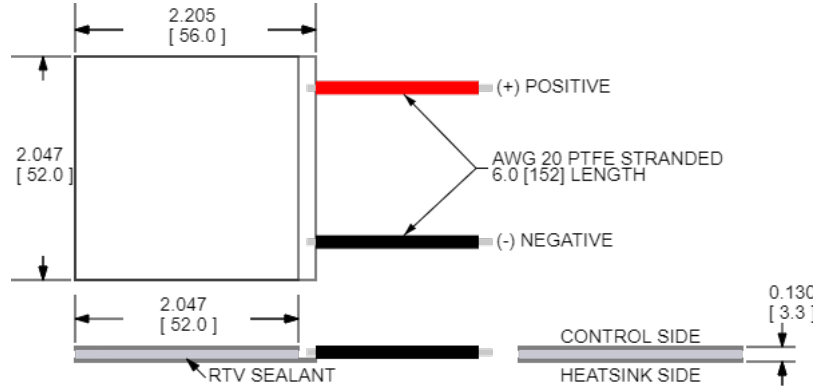 2.205
[ 56.0 ]
(+) POSITIVE
2.047
[ 52.0 ]
AWG 20 PTFE STRANDED
6.0 [152] LENGTH
(-) NEGATIVE
2.047
[ 52.0 ]
0.130
[ 3.3 ]
CONTROL SIDE
RTV SEALANT
HEATSINK SIDE